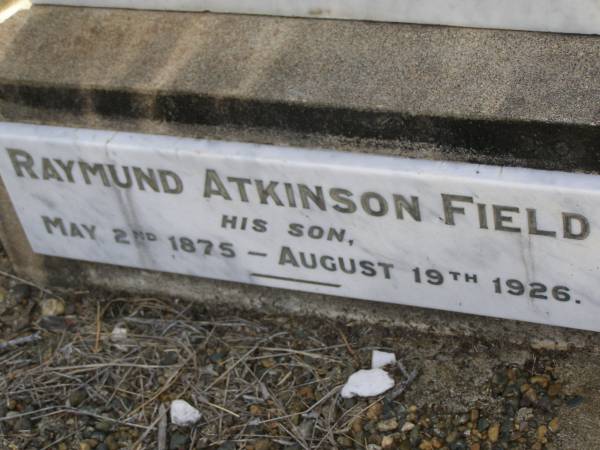 RAYMUND ATKINSON FIELD
HIS SON,
MAY 2ND 1875 — AUGUST 19TH 1926.